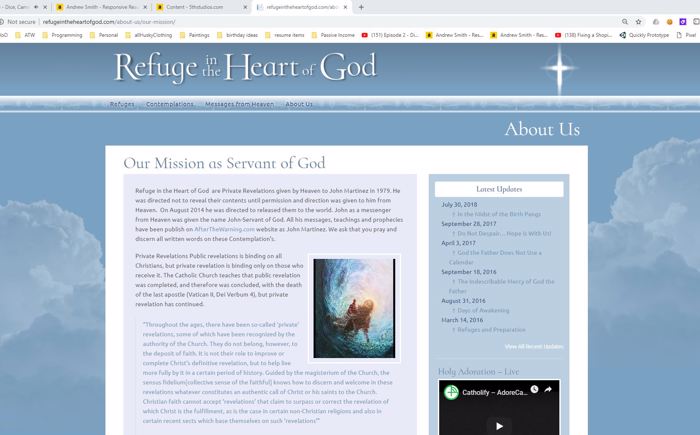 - Dice, Cann
Andrew Smith - Resources
Content - 5thstudios.com
refugeintheheartofgod.com/abou
Not secure | refugeintheheartofgod.com/about-us/our-mission/
ATW
Programming
Personal
allHuskyClothing
Paintings
birthday ideas
resume items
Passive Income
(151) Episode 2 - D...
Andrew Smith - Res...
Andrew Smith - Res...
(138) Fixing a Shopi...
Quickly Prototype
Pixels
Refuge in the Heart of God
Refuges
Contemplations
Messages from Heaven
About Us
About Us
Our Mission as Servant of God
Refuge in the Heart of God are Private Revelations given by Heaven to John Martinez in 1979. He
was directed not to reveal their contents until permission and direction was given to him from
Heaven. On August 2014 he was directed to released them to the world. John as a messenger
from Heaven was given the name John-Servant of God. All his messages, teachings and prophecies
have been publish on AfterTheWarning.com website as John Martinez. We ask that you pray and
discern all written words on these Contemplation's.
Private Revelations Public revelations is binding on all
Christians, but private revelation is binding only on those who
receive it. The Catholic Church teaches that public revelation
was completed, and therefore was concluded, with the death
of the last apostle (Vatican II, Dei Verbum 4), but private
revelation has continued.
"Throughout the ages, there have been so-called 'private'
revelations, some of which have been recognized by the
authority of the Church. They do not belong, however, to
the deposit of faith. It is not their role to improve or
complete Christ's definitive revelation, but to help live
more fully by it in a certain period of history. Guided by the magisterium of the Church, the
sensus fidelium[collective sense of the faithful] knows how to discern and welcome in these
revelations whatever constitutes an authentic call of Christ or his saints to the Church.
Christian faith cannot accept 'revelations' that claim to surpass or correct the revelation of
which Christ is the fulfillment, as is the case in certain non-Christian religions and also in
certain recent sects which base themselves on such 'revelations'"
Latest Updates
July 30, 2018
↑ In the Midst of the Birth Pangs
September 28, 2017
↑ Do Not Despair... Hope is With Us!
April 3, 2017
↑ God the Father Does Not Use a
Calendar
September 18, 2016
↑ The Indescribable Mercy of God the
Father
August 31, 2016
↑ Days of Awakening
March 14, 2016
↑ Refuges and Preparation
View All Recent Updates
Holy Adoration – Live
Catholify – AdoreCa...